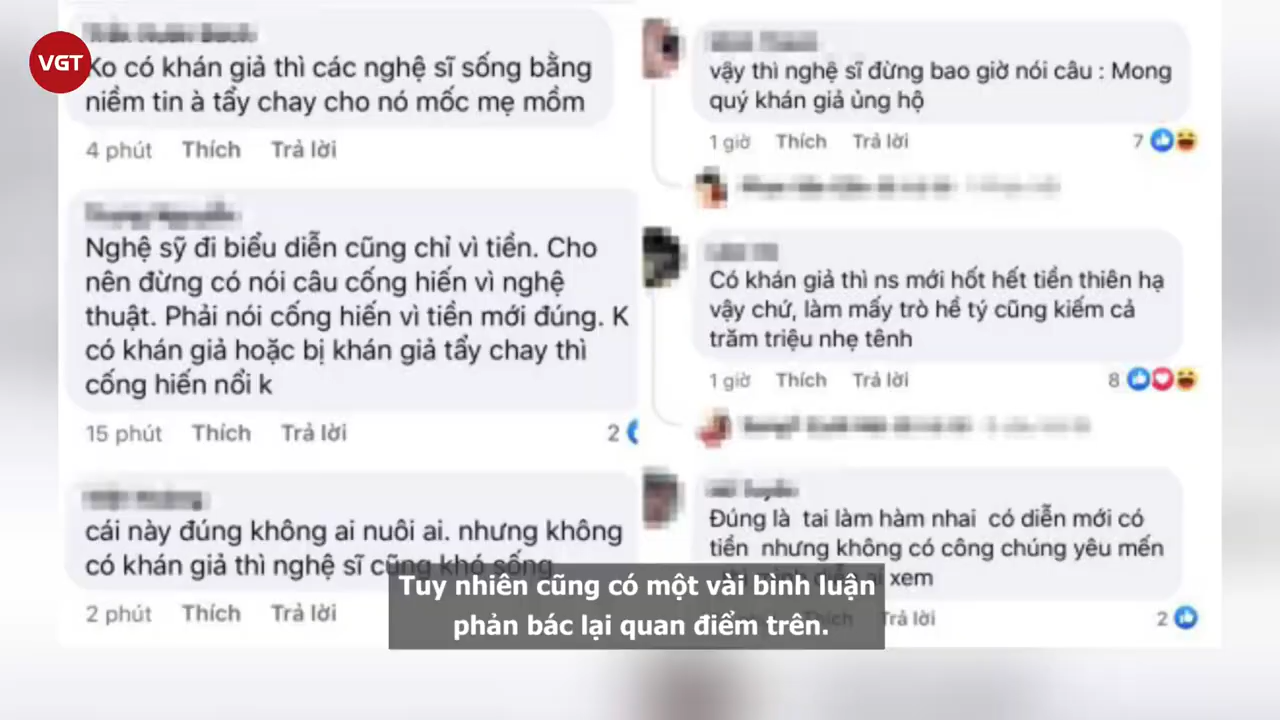 VGT
Ko có khán giả thì các nghệ sĩ sống bằng
niềm tin à tẩy chay cho nó mốc mẹ mồm
4 phút Thích Trả lời
Nghệ sỹ đi biểu diễn cũng chỉ vì tiền. Cho
nên đừng có nói câu cống hiến vì nghệ
thuật. Phải nói cống hiến vì tiền mới đúng. K
có khán giả hoặc bị khán giả tẩy chay thì
cống hiến nổi k
15 phút Thích Trả lời 2
cái này đúng không ai nuôi ai. nhưng không
có khán giả thì nghệ sĩ cũng khó sống
2 phút Thích Trả lời
vậy thì nghệ sĩ đừng bao giờ nói câu : Mong
quý khán giả ủng hộ
1 giờ Thích Trả lời 7
Có khán giả thì ns mới hốt hết tiền thiên hạ
vậy chứ, làm mấy trò hề tý cũng kiếm cả
trăm triệu nhẹ tênh
1 giờ Thích Trả lời 8
Đúng là tai làm hàm nhai có diễn mới có
tiền nhưng không có công chúng yêu mến
xem
Trả lời 2
Tuy nhiên cũng có một vài bình luận
phản bác lại quan điểm trên.